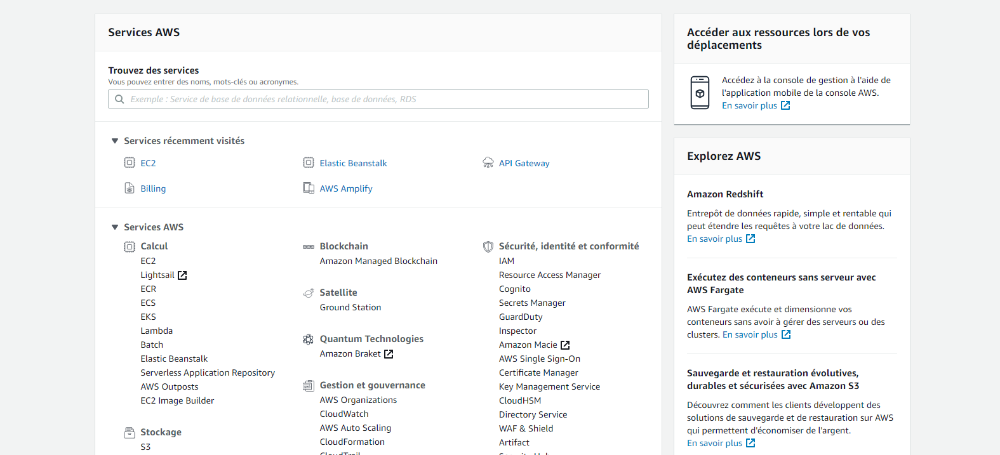 Services AWS
Trouvez des services
Vous pouvez entrer des noms, mots-clés ou acronymes.
Exemple : Service de base de données relationnelle, base de données, RDS
Services récemment visités
EC2
Elastic Beanstalk
API Gateway
Billing
AWS Amplify
Services AWS
Calcul
EC2
Lightsail
ECR
ECS
EKS
Lambda
Batch
Elastic Beanstalk
Serverless Application Repository
AWS Outposts
EC2 Image Builder
Stockage
S3
Blockchain
Amazon Managed Blockchain
Satellite
Ground Station
Quantum Technologies
Amazon Braket
Gestion et gouvernance
AWS Organizations
CloudWatch
AWS Auto Scaling
CloudFormation
CloudTrail
Sécurité, identité et conformité
IAM
Resource Access Manager
Cognito
Secrets Manager
GuardDuty
Inspector
Amazon Macie
AWS Single Sign-On
Certificate Manager
Key Management Service
CloudHSM
Directory Service
WAF & Shield
Artifact
Security Hub
Accéder aux ressources lors de vos
déplacements
Accédez à la console de gestion à l'aide de
l'application mobile de la console AWS.
En savoir plus
Explorez AWS
Amazon Redshift
Entrepôt de données rapide, simple et rentable qui
peut étendre les requêtes à votre lac de données.
En savoir plus
Exécutez des conteneurs sans serveur avec
AWS Fargate
AWS Fargate exécute et dimensionne vos
conteneurs sans avoir à gérer des serveurs ou des
clusters. En savoir plus
Sauvegarde et restauration évolutives,
durables et sécurisées avec Amazon S3
Découvrez comment les clients développent des
solutions de sauvegarde et de restauration sur AWS
qui permettent d'économiser de l'argent.
En savoir plus